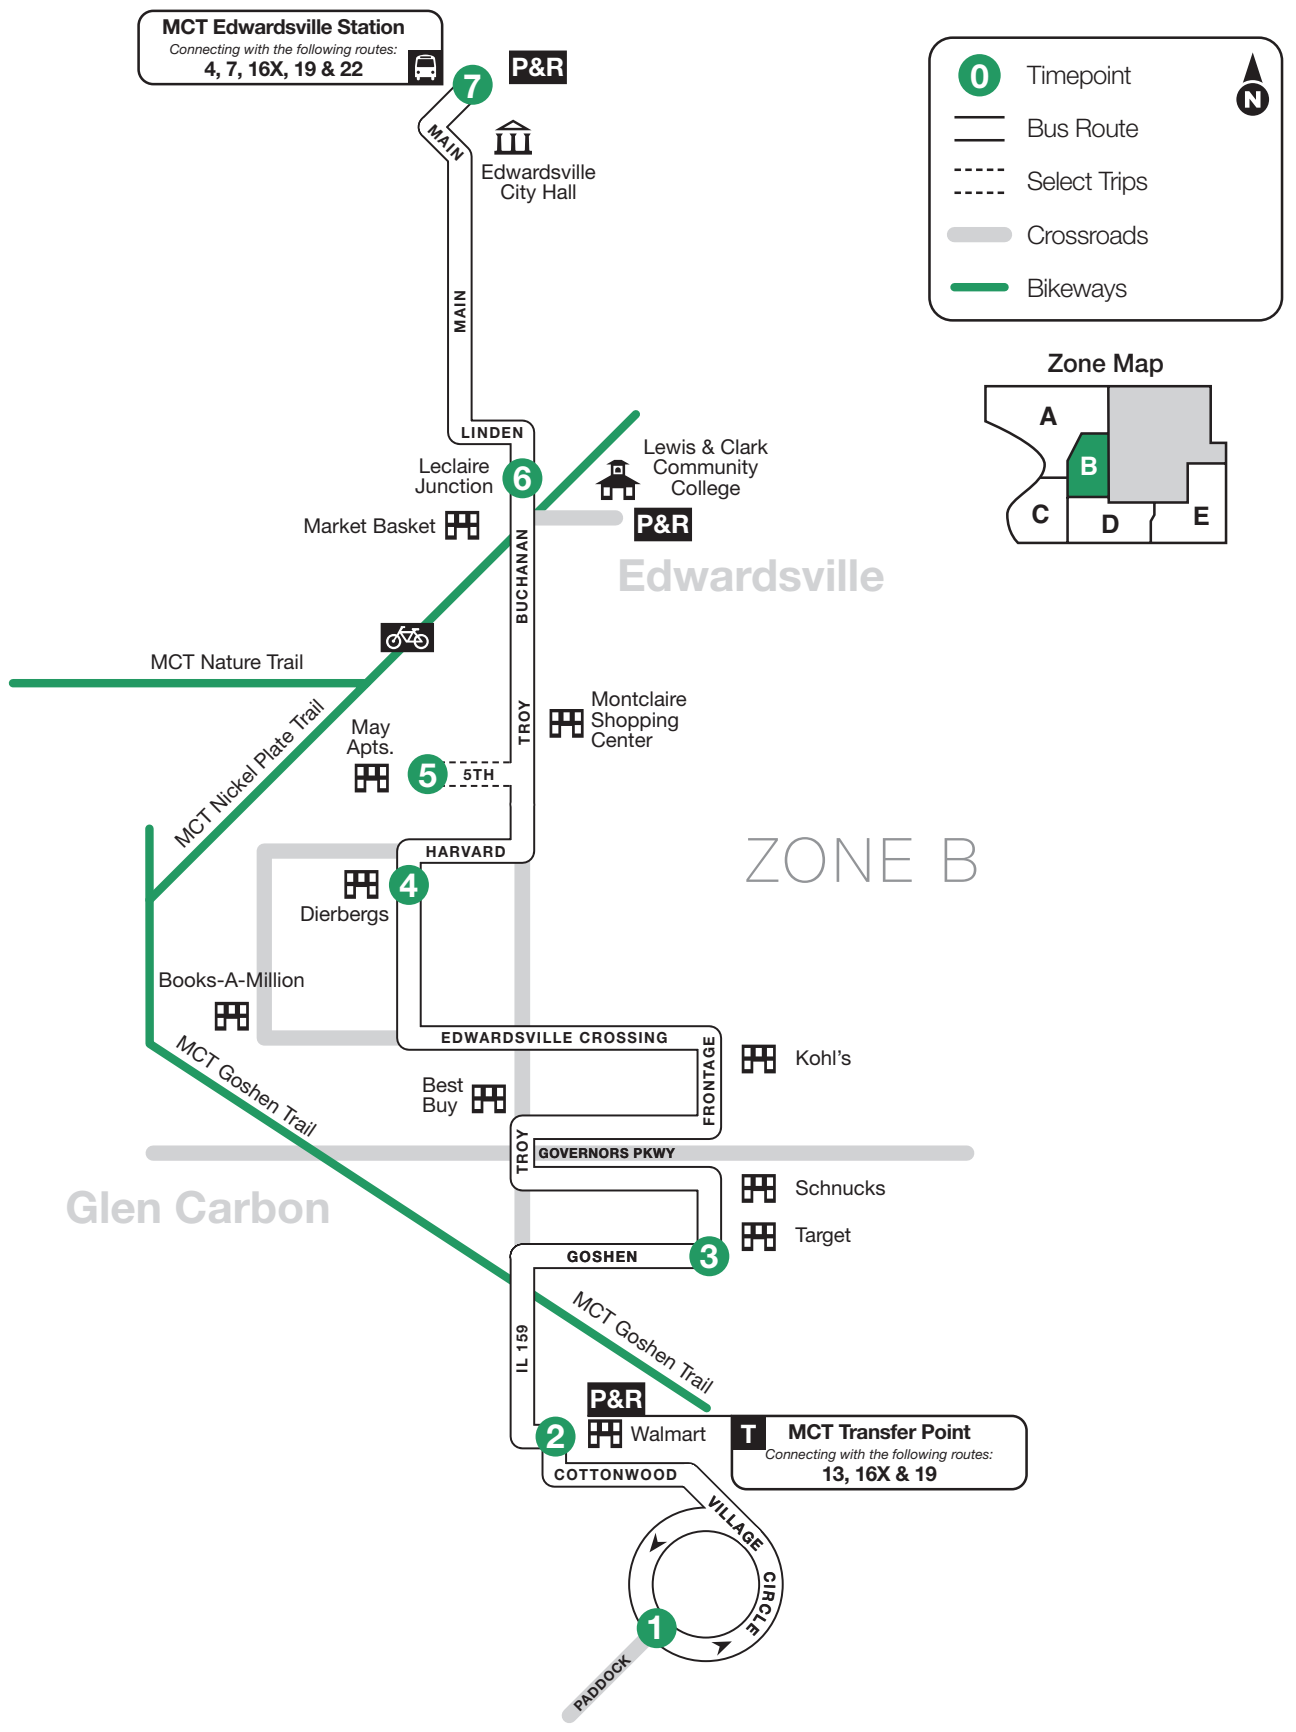 MCT Edwardsville Station
Connecting with the following routes:
4, 7, 16X, 19 & 22
7
P&R
MAIN
Edwardsville
City Hall
MAIN
LINDEN
Leclaire
Junction
6
Lewis & Clark
Community
College
Market Basket
P&R
BUCHANAN
Edwardsville
MCT Nature Trail
MCT Nickel Plate Trail
TROY
Montclaire
Shopping
Center
May
Apts.
5
5TH
HARVARD
ZONE B
4
Dierbergs
Books-A-Million
EDWARDSVILLE CROSSING
FRONTAGE
Kohl's
MCT Goshen Trail
Best
Buy
TROY
GOVERNORS PKWY
Glen Carbon
Schnucks
Target
GOSHEN
3
MCT Goshen Trail
IL 159
P&R
2
Walmart
T
MCT Transfer Point
Connecting with the following routes:
13, 16X & 19
COTTONWOOD
VILLAGE
CIRCLE
1
PADDOCK
0
Timepoint
N
Bus Route
Select Trips
Crossroads
Bikeways
Zone Map
A
B
C
D
E